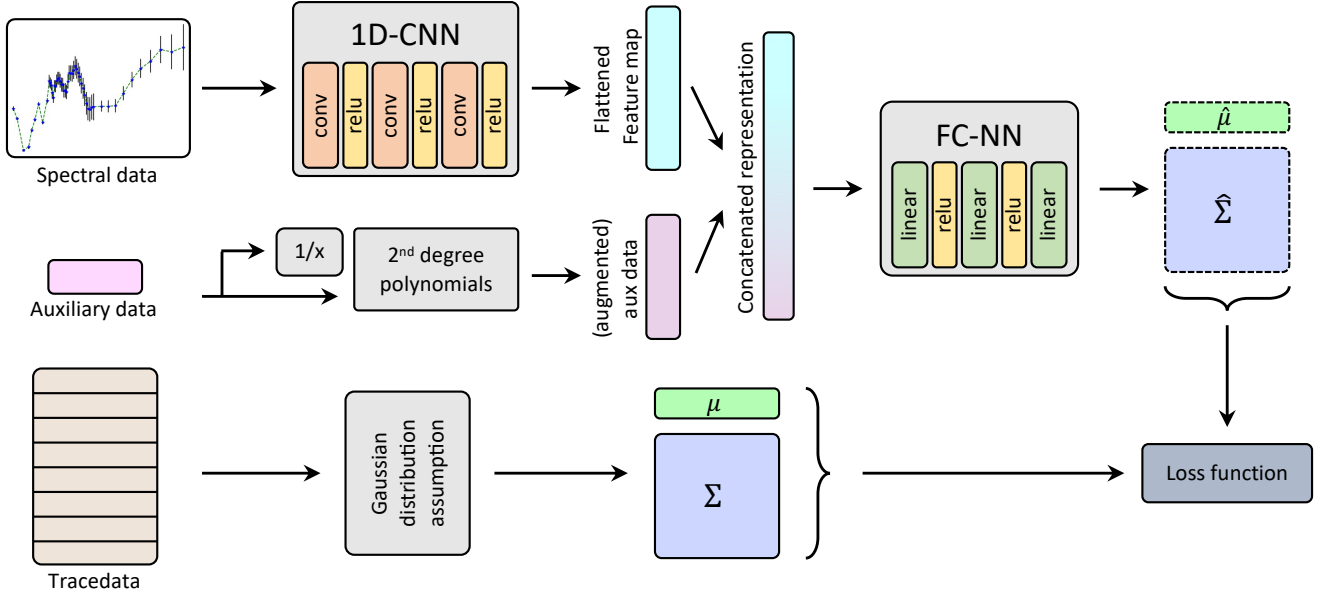 Spectral data
1D-CNN
conv
relu
conv
relu
conv
relu
Flattened
Feature map
Auxiliary data
1/x
2nd degree
polynomials
(augmented)
aux data
Concatenated representation
FC-NN
linear
relu
linear
relu
linear
μ̂
Σ̂
Tracedata
Gaussian
distribution
assumption
μ
Σ
Loss function